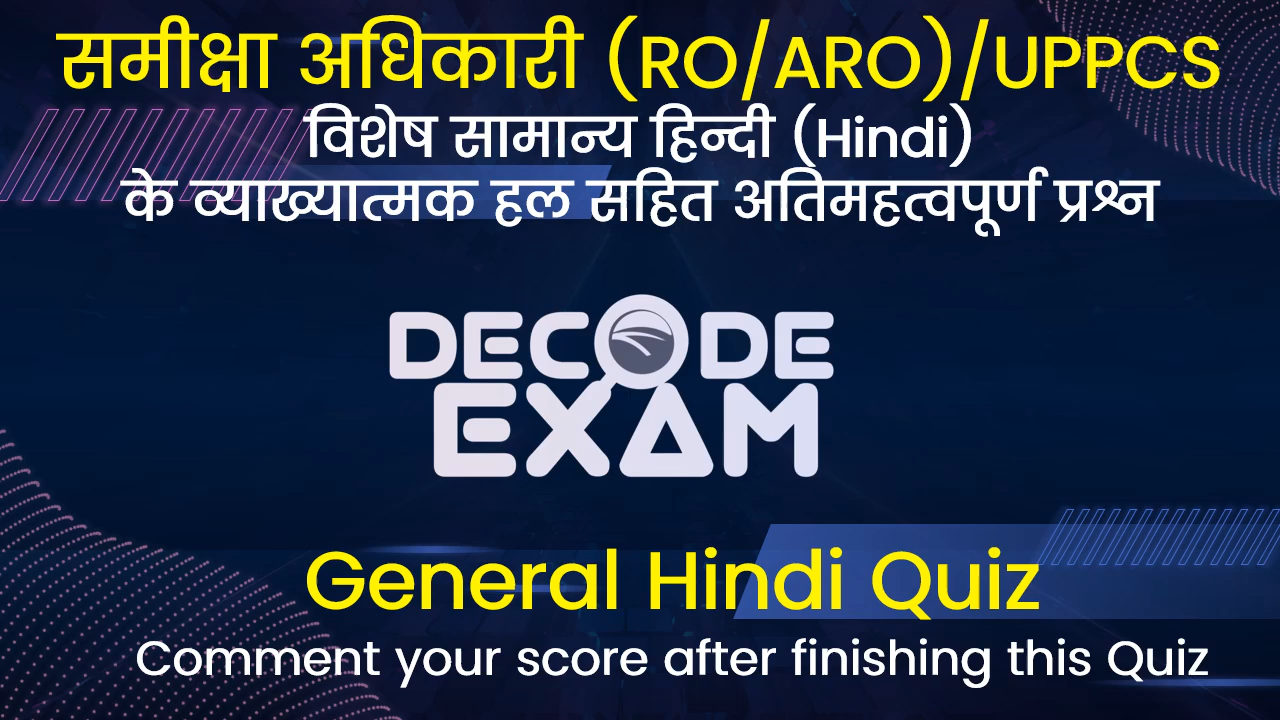 समीक्षा अधिकारी (RO/ARO)/UPPCS
विशेष सामान्य हिन्दी (Hindi)
के व्याख्यात्मक हल सहित अतिमहत्वपूर्ण प्रश्न
DECODE
EXAM
General Hindi Quiz
Comment your score after finishing this Quiz